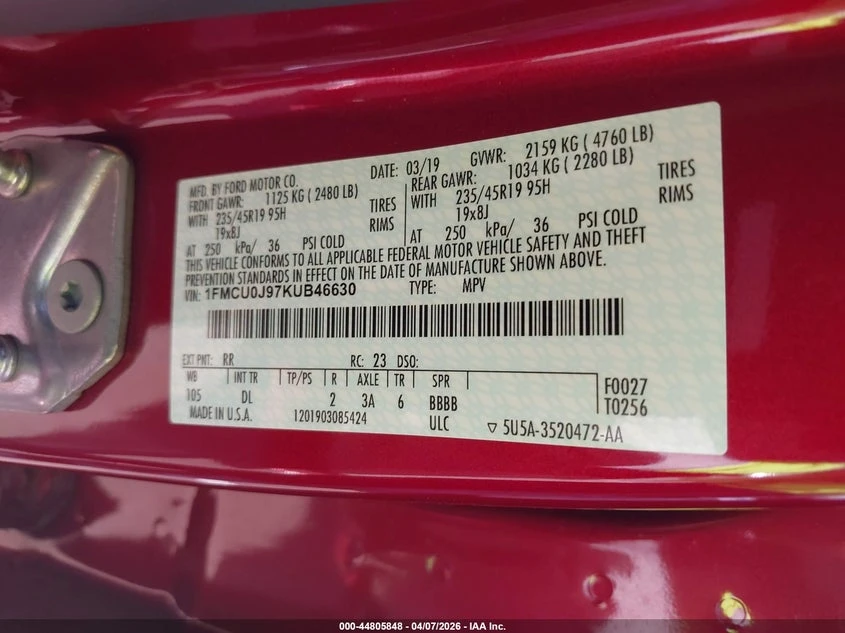 MFD. BY FORD MOTOR CO.
DATE: 03/19 GVWR: 2159 KG ( 4760 LB)
FRONT GAWR: 1125 KG ( 2480 LB)
REAR GAWR: 1034 KG ( 2280 LB)
WITH 235/45R19 95H TIRES
WITH 235/45R19 95H TIRES
19x8J RIMS
19x8J RIMS
AT 250 kPa/ 36 PSI COLD
AT 250 kPa/ 36 PSI COLD
THIS VEHICLE CONFORMS TO ALL APPLICABLE FEDERAL MOTOR VEHICLE SAFETY AND THEFT
PREVENTION STANDARDS IN EFFECT ON THE DATE OF MANUFACTURE SHOWN ABOVE.
VIN: 1FMCU0J97KUB46630 TYPE: MPV
EXT PNT: RR RC: 23 DSO:
WB INT TR TP/PS R AXLE TR SPR
105 DL 2 3A 6 BBBB
F0027
T0256
MADE IN U.S.A. 1201903085424 ULC ▽ 5U5A-3520472-AA
000-44805848 - 04/07/2026 - IAA Inc.